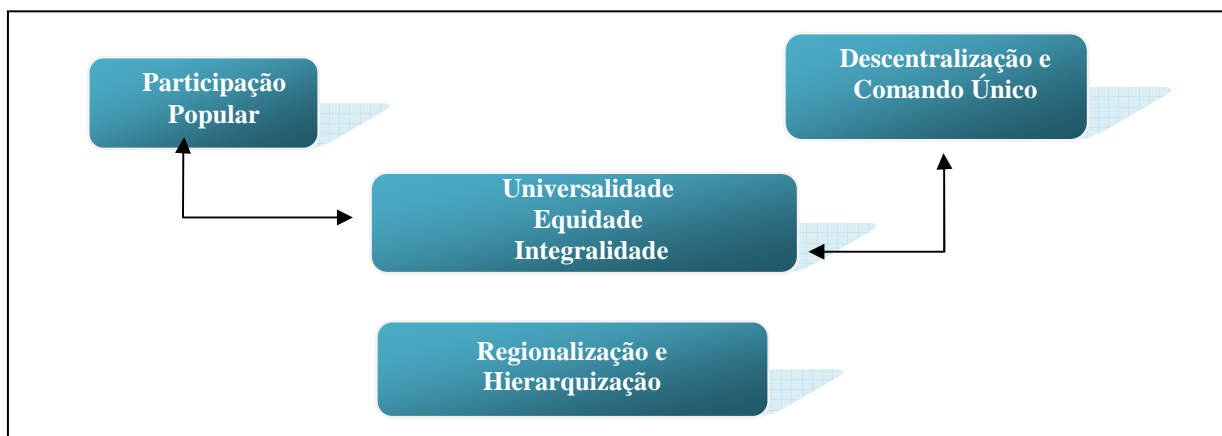 Participação
Popular
Descentralização e
Comando Único
Universalidade
Equidade
Integralidade
Regionalização e
Hierarquização